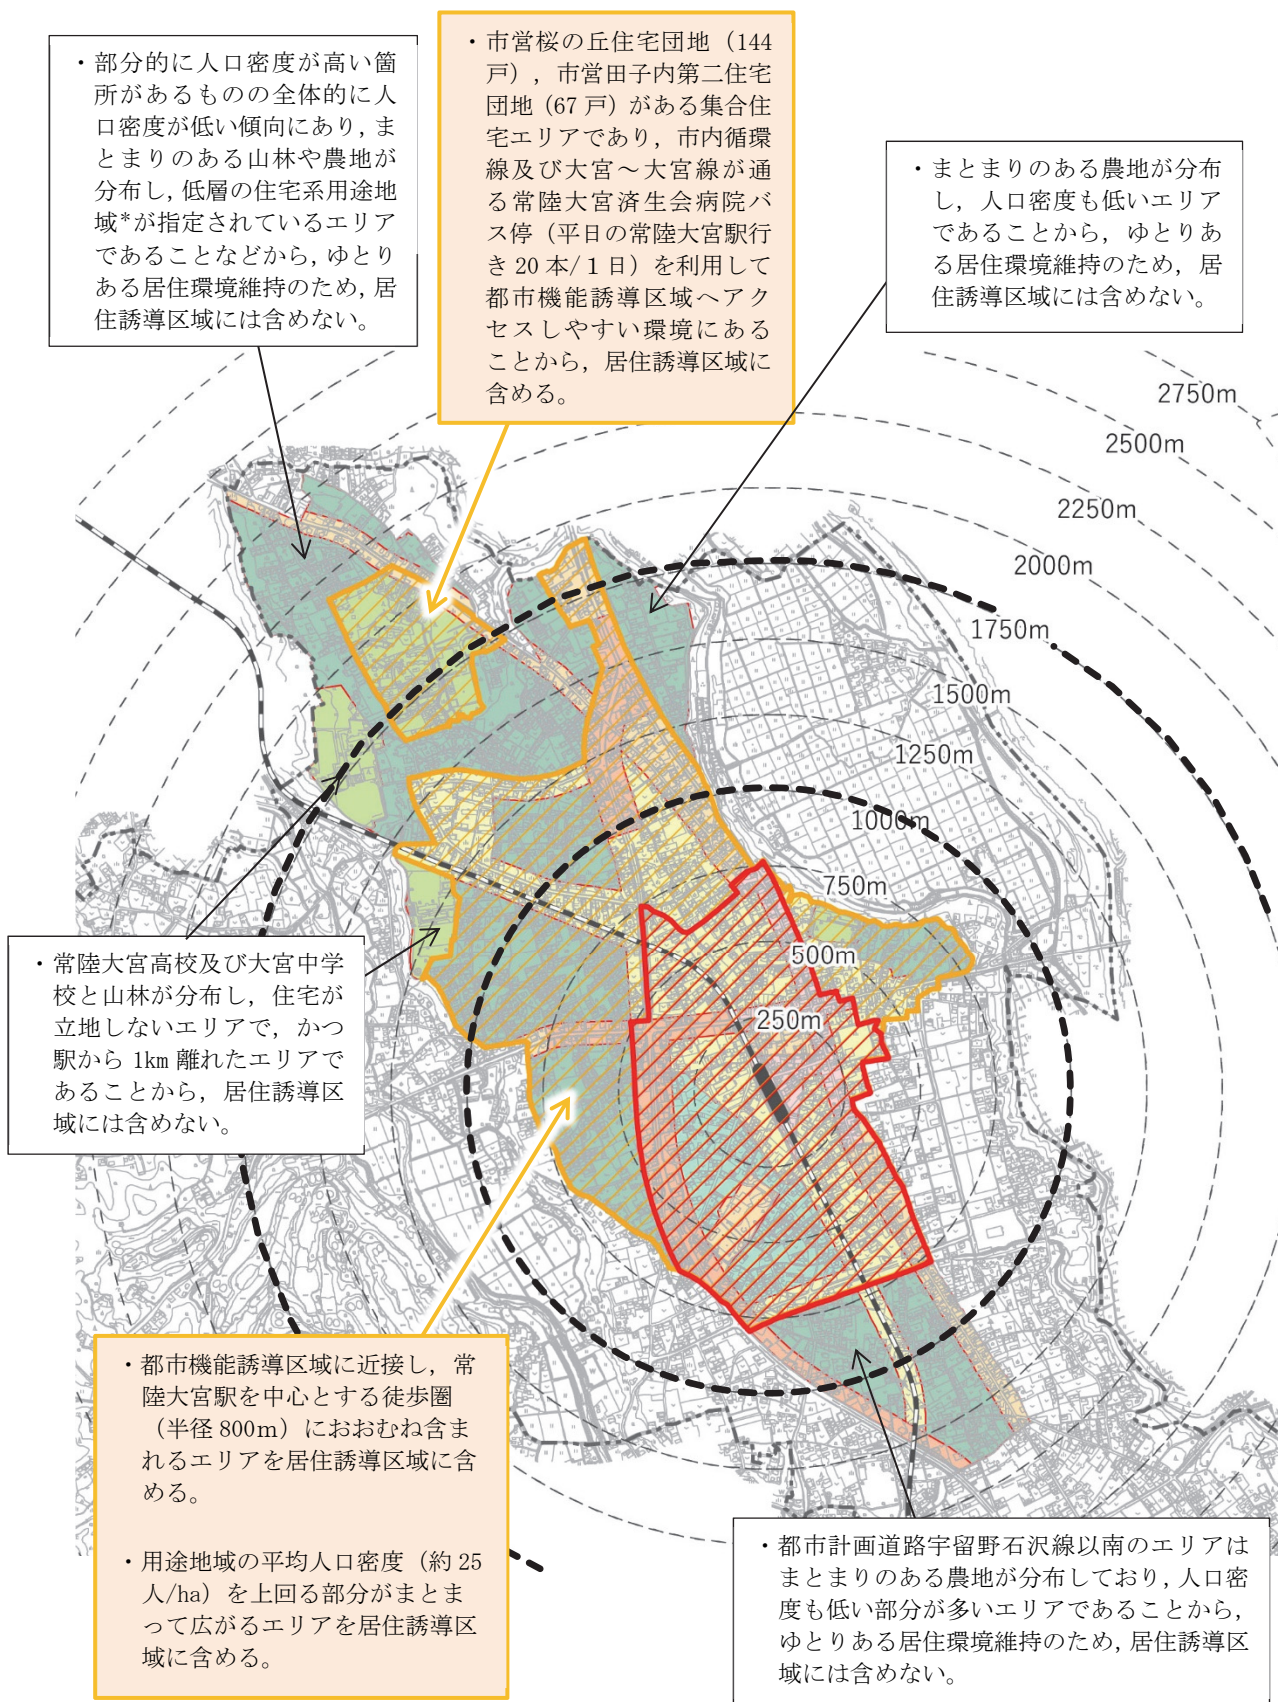 ・部分的に人口密度が高い箇
所があるものの全体的に人
口密度が低い傾向にあり，ま
とまりのある山林や農地が
分布し，低層の住宅系用途地
域*が指定されているエリア
であることなどから，ゆとり
ある居住環境維持のため，居
住誘導区域には含めない。
・市営桜の丘住宅団地（144
戸），市営田子内第二住宅
団地（67 戸）がある集合住
宅エリアであり，市内循環
線及び大宮～大宮線が通
る常陸大宮済生会病院バ
ス停（平日の常陸大宮駅行
き 20 本/１日）を利用して
都市機能誘導区域へアク
セスしやすい環境にある
ことから，居住誘導区域に
含める。
・まとまりのある農地が分布
し，人口密度も低いエリア
であることから，ゆとりあ
る居住環境維持のため，居
住誘導区域には含めない。
2750m
2500m
2250m
2000m
1750m
1500m
1250m
1000m
750m
500m
250m
・常陸大宮高校及び大宮中学
校と山林が分布し，住宅が
立地しないエリアで，かつ
駅から 1km 離れたエリアで
あることから，居住誘導区
域には含めない。
・都市機能誘導区域に近接し，常
陸大宮駅を中心とする徒歩圏
（半径 800ｍ）におおむね含ま
れるエリアを居住誘導区域に含
める。
・用途地域の平均人口密度（約 25
人/ha）を上回る部分がまとま
って広がるエリアを居住誘導区
域に含める。
・都市計画道路宇留野石沢線以南のエリアは
まとまりのある農地が分布しており，人口密
度も低い部分が多いエリアであることから，
ゆとりある居住環境維持のため，居住誘導区
域には含めない。